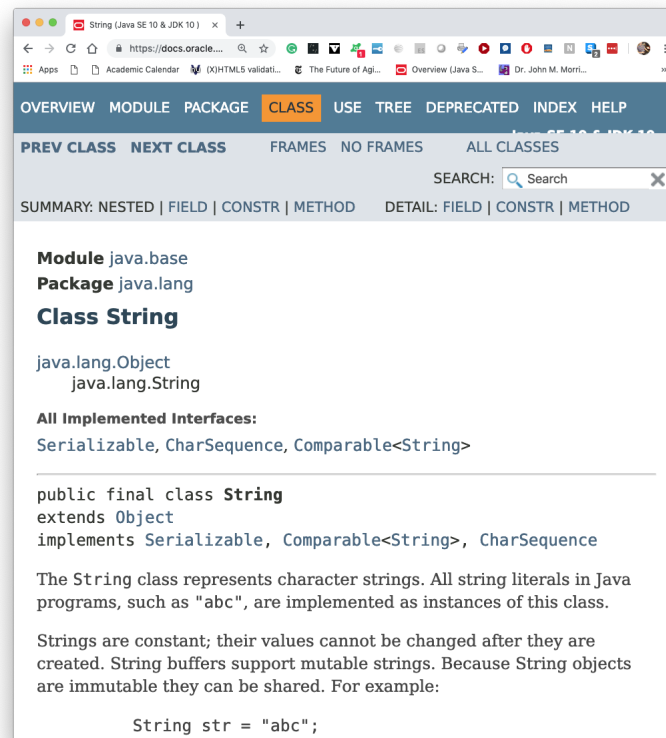 String (Java SE 10 & JDK 10 )
https://docs.oracle....
Apps Academic Calendar (X)HTML5 validati... The Future of Agi... Overview (Java S... Dr. John M. Morri... »
OVERVIEW MODULE PACKAGE CLASS USE TREE DEPRECATED INDEX HELP
Java SE 10 & JDK 10
PREV CLASS NEXT CLASS FRAMES NO FRAMES ALL CLASSES
SEARCH: Search
SUMMARY: NESTED | FIELD | CONSTR | METHOD DETAIL: FIELD | CONSTR | METHOD
Module java.base
Package java.lang
Class String
java.lang.Object
java.lang.String
All Implemented Interfaces:
Serializable, CharSequence, Comparable<String>
public final class String
extends Object
implements Serializable, Comparable<String>, CharSequence
The String class represents character strings. All string literals in Java
programs, such as "abc", are implemented as instances of this class.
Strings are constant; their values cannot be changed after they are
created. String buffers support mutable strings. Because String objects
are immutable they can be shared. For example:
String str = "abc";